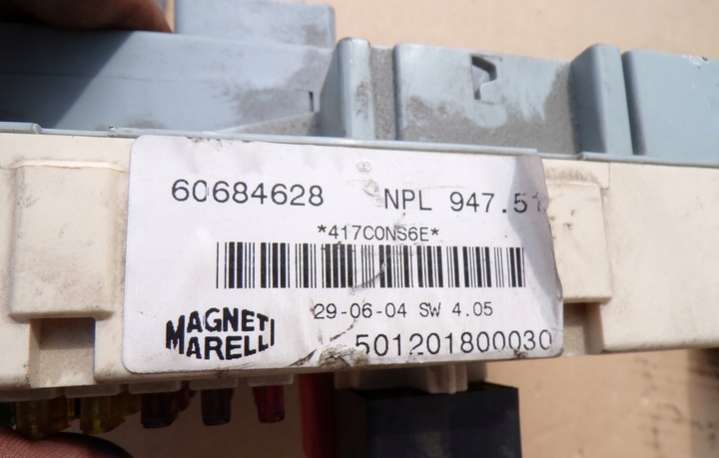 60684628 NPL 947.51
*417CONS6E*
29-06-04 SW 4.05
MAGNETI
MARELLI
501201800030